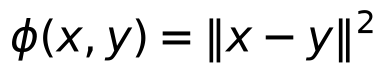 ϕ(x, y) = ‖x − y‖²